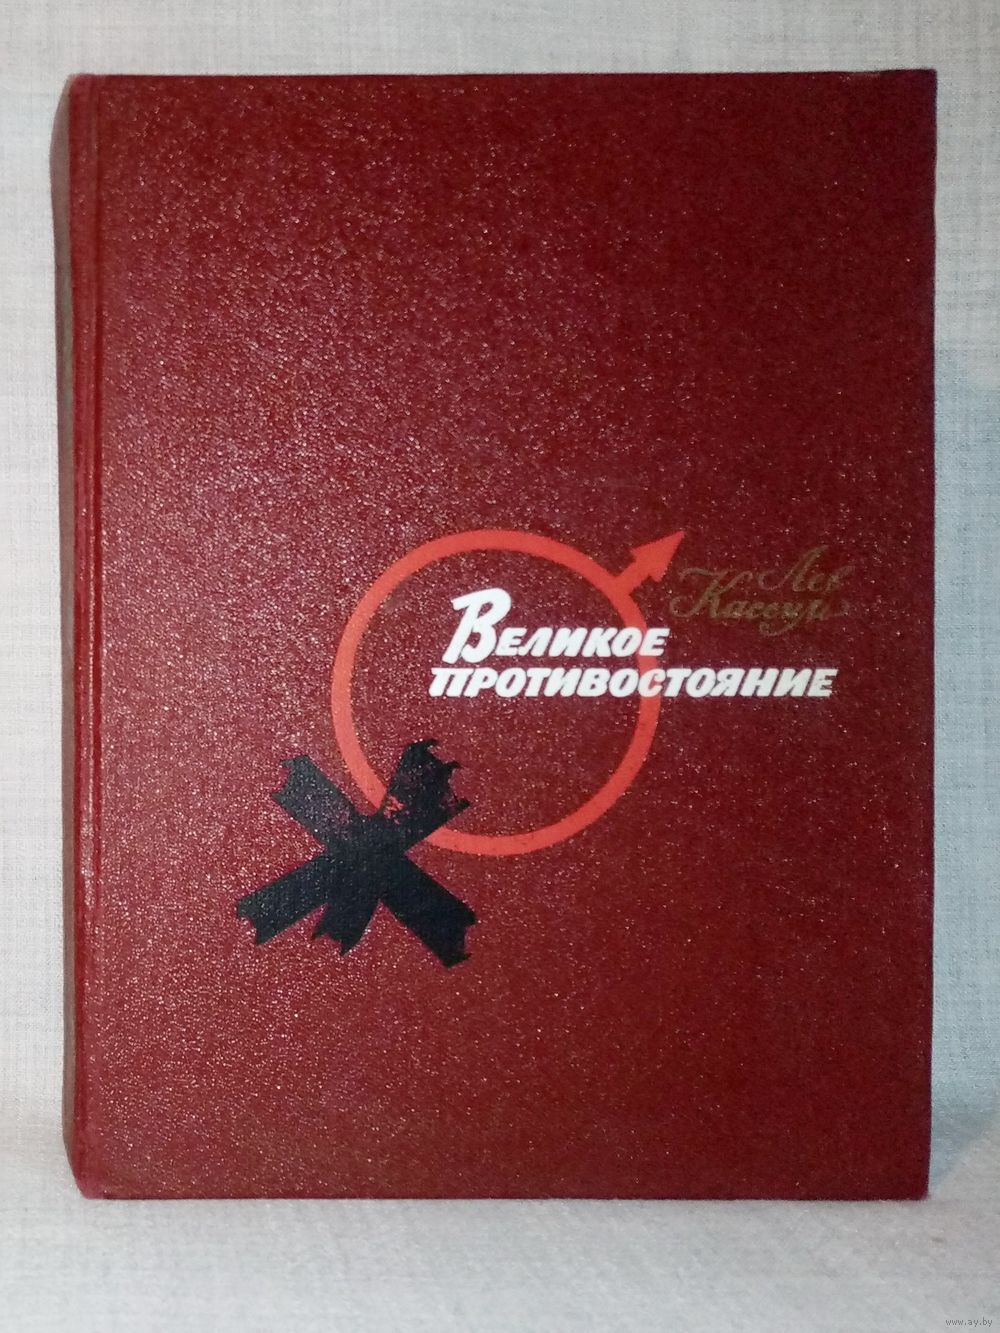 Лев
Кассиль
Великое
противостояние
www.ay.by